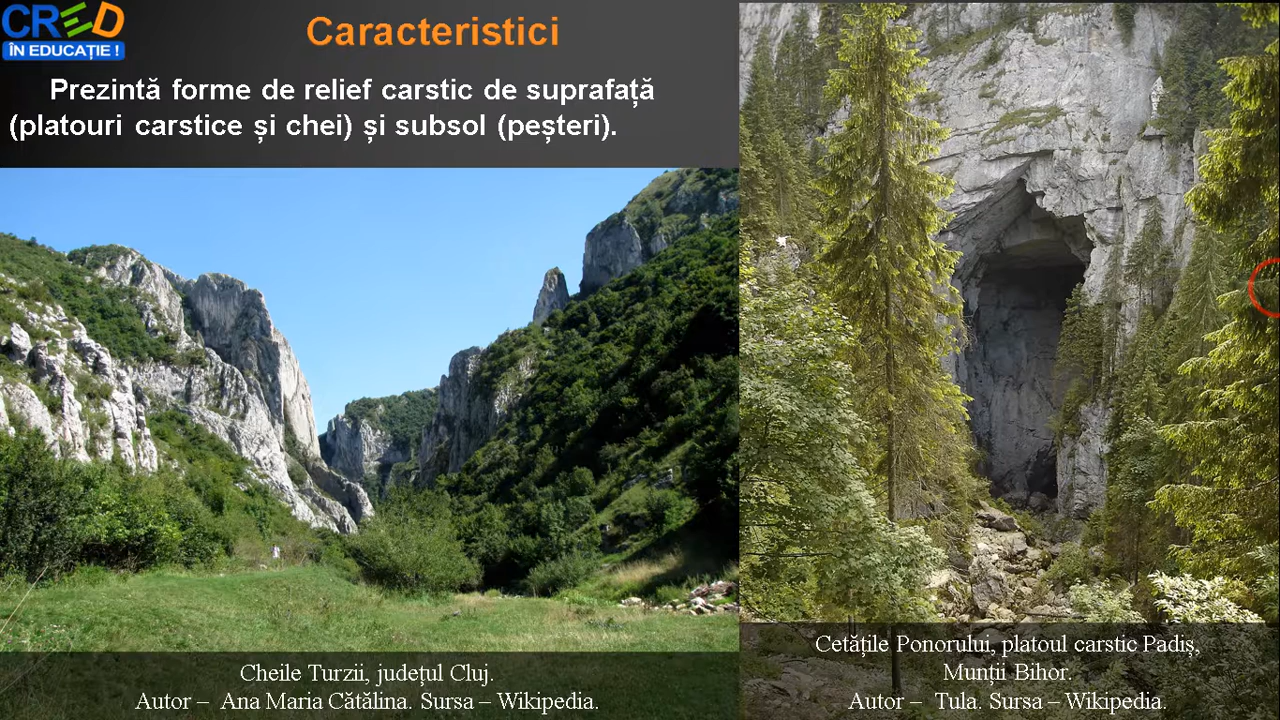 CRED
ÎN EDUCAȚIE !
Caracteristici
Prezintă forme de relief carstic de suprafață
(platouri carstice și chei) și subsol (peșteri).
Cheile Turzii, județul Cluj.
Autor – Ana Maria Cătălina. Sursa – Wikipedia.
Cetățile Ponorului, platoul carstic Padiș,
Munții Bihor.
Autor – Tula. Sursa – Wikipedia.